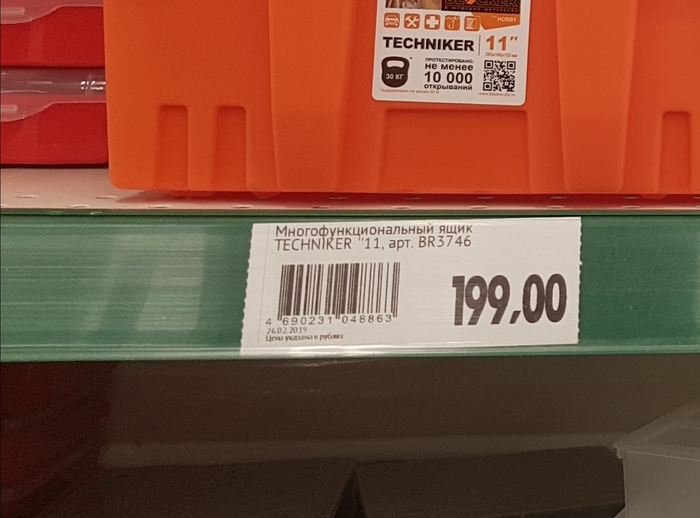 HOBBY
TECHNIKER 11"
30 КГ
ПРОТЕСТИРОВАНО:
не менее
10 000
открываний
Многофункциональный ящик
TECHNIKER "11, арт. BR3746
199,00
4 690231 048863
26.02.2019
Цена указана в рублях